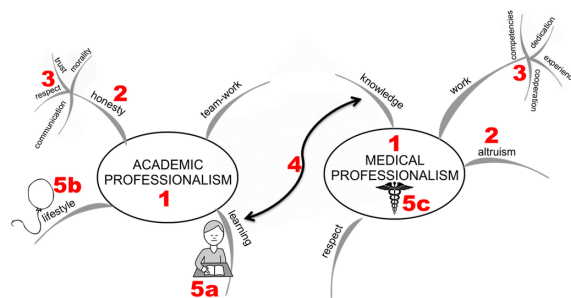 3
trust
morality
respect
communication
2
honesty
team-work
ACADEMIC
PROFESSIONALISM
1
5b
lifestyle
learning
5a
4
knowledge
work
competencies
dedication
experience
cooperation
3
1
MEDICAL
PROFESSIONALISM
5c
2
altruism
respect